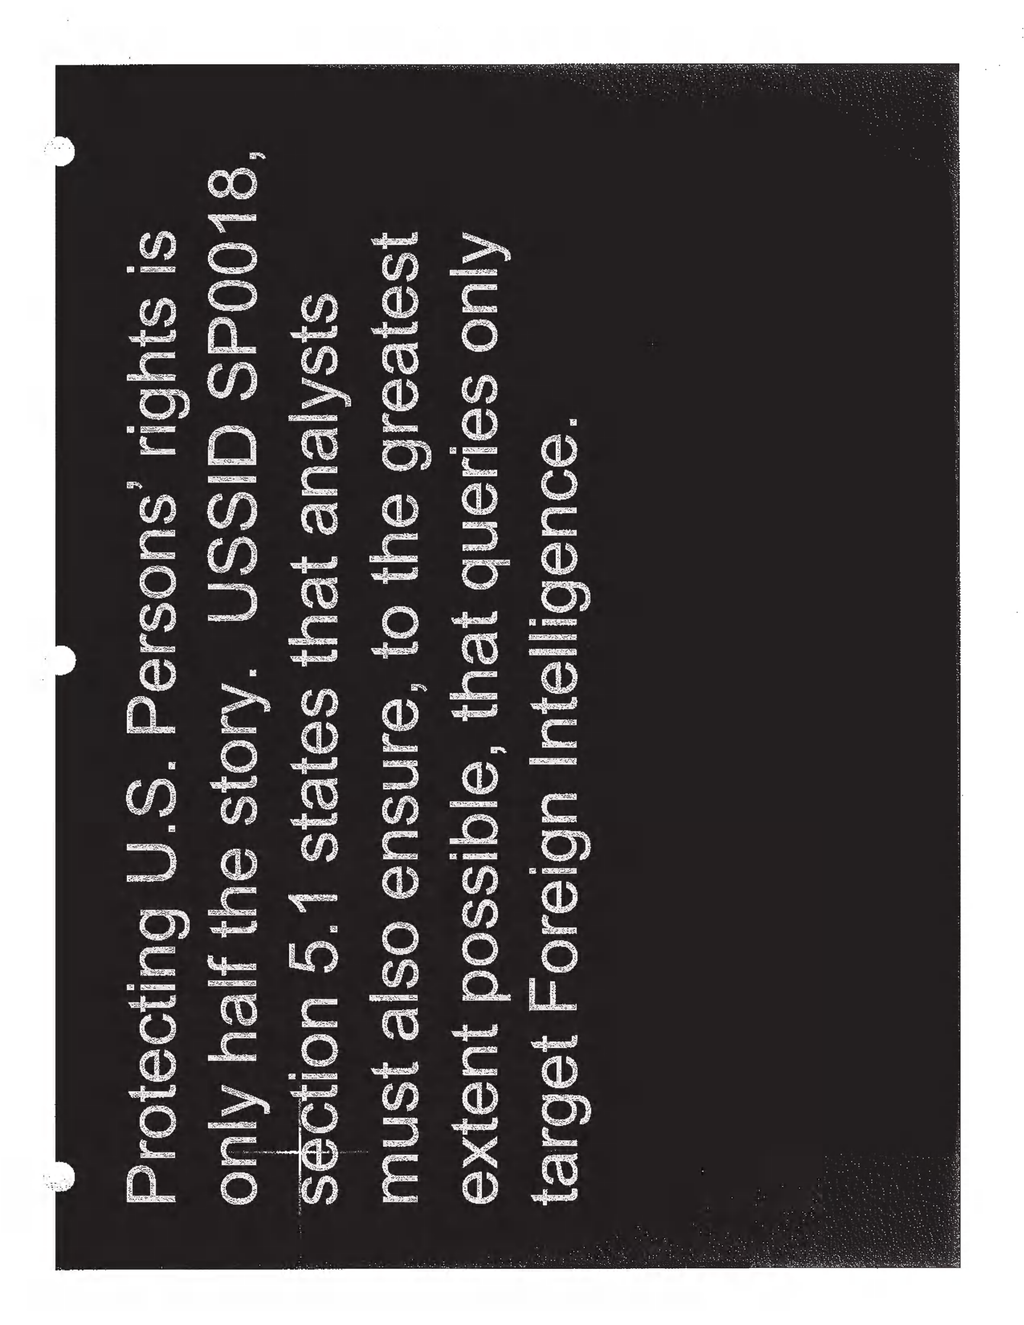 Protecting U.S. Persons' rights is
only half the story. USSID SP0018,
section 5.1 states that analysts
must also ensure, to the greatest
extent possible, that queries only
target Foreign Intelligence.